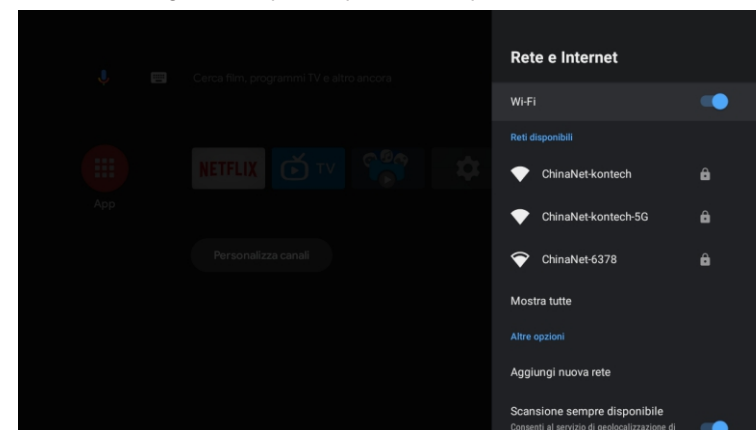 Rete e Internet
Cerca film, programmi TV e altro ancora
Wi-Fi
Reti disponibili
NETFLIX
TV
ChinaNet-kontech
App
ChinaNet-kontech-5G
Personalizza canali
ChinaNet-6378
Mostra tutte
Altre opzioni
Aggiungi nuova rete
Scansione sempre disponibile
Consenti al servizio di geolocalizzazione di